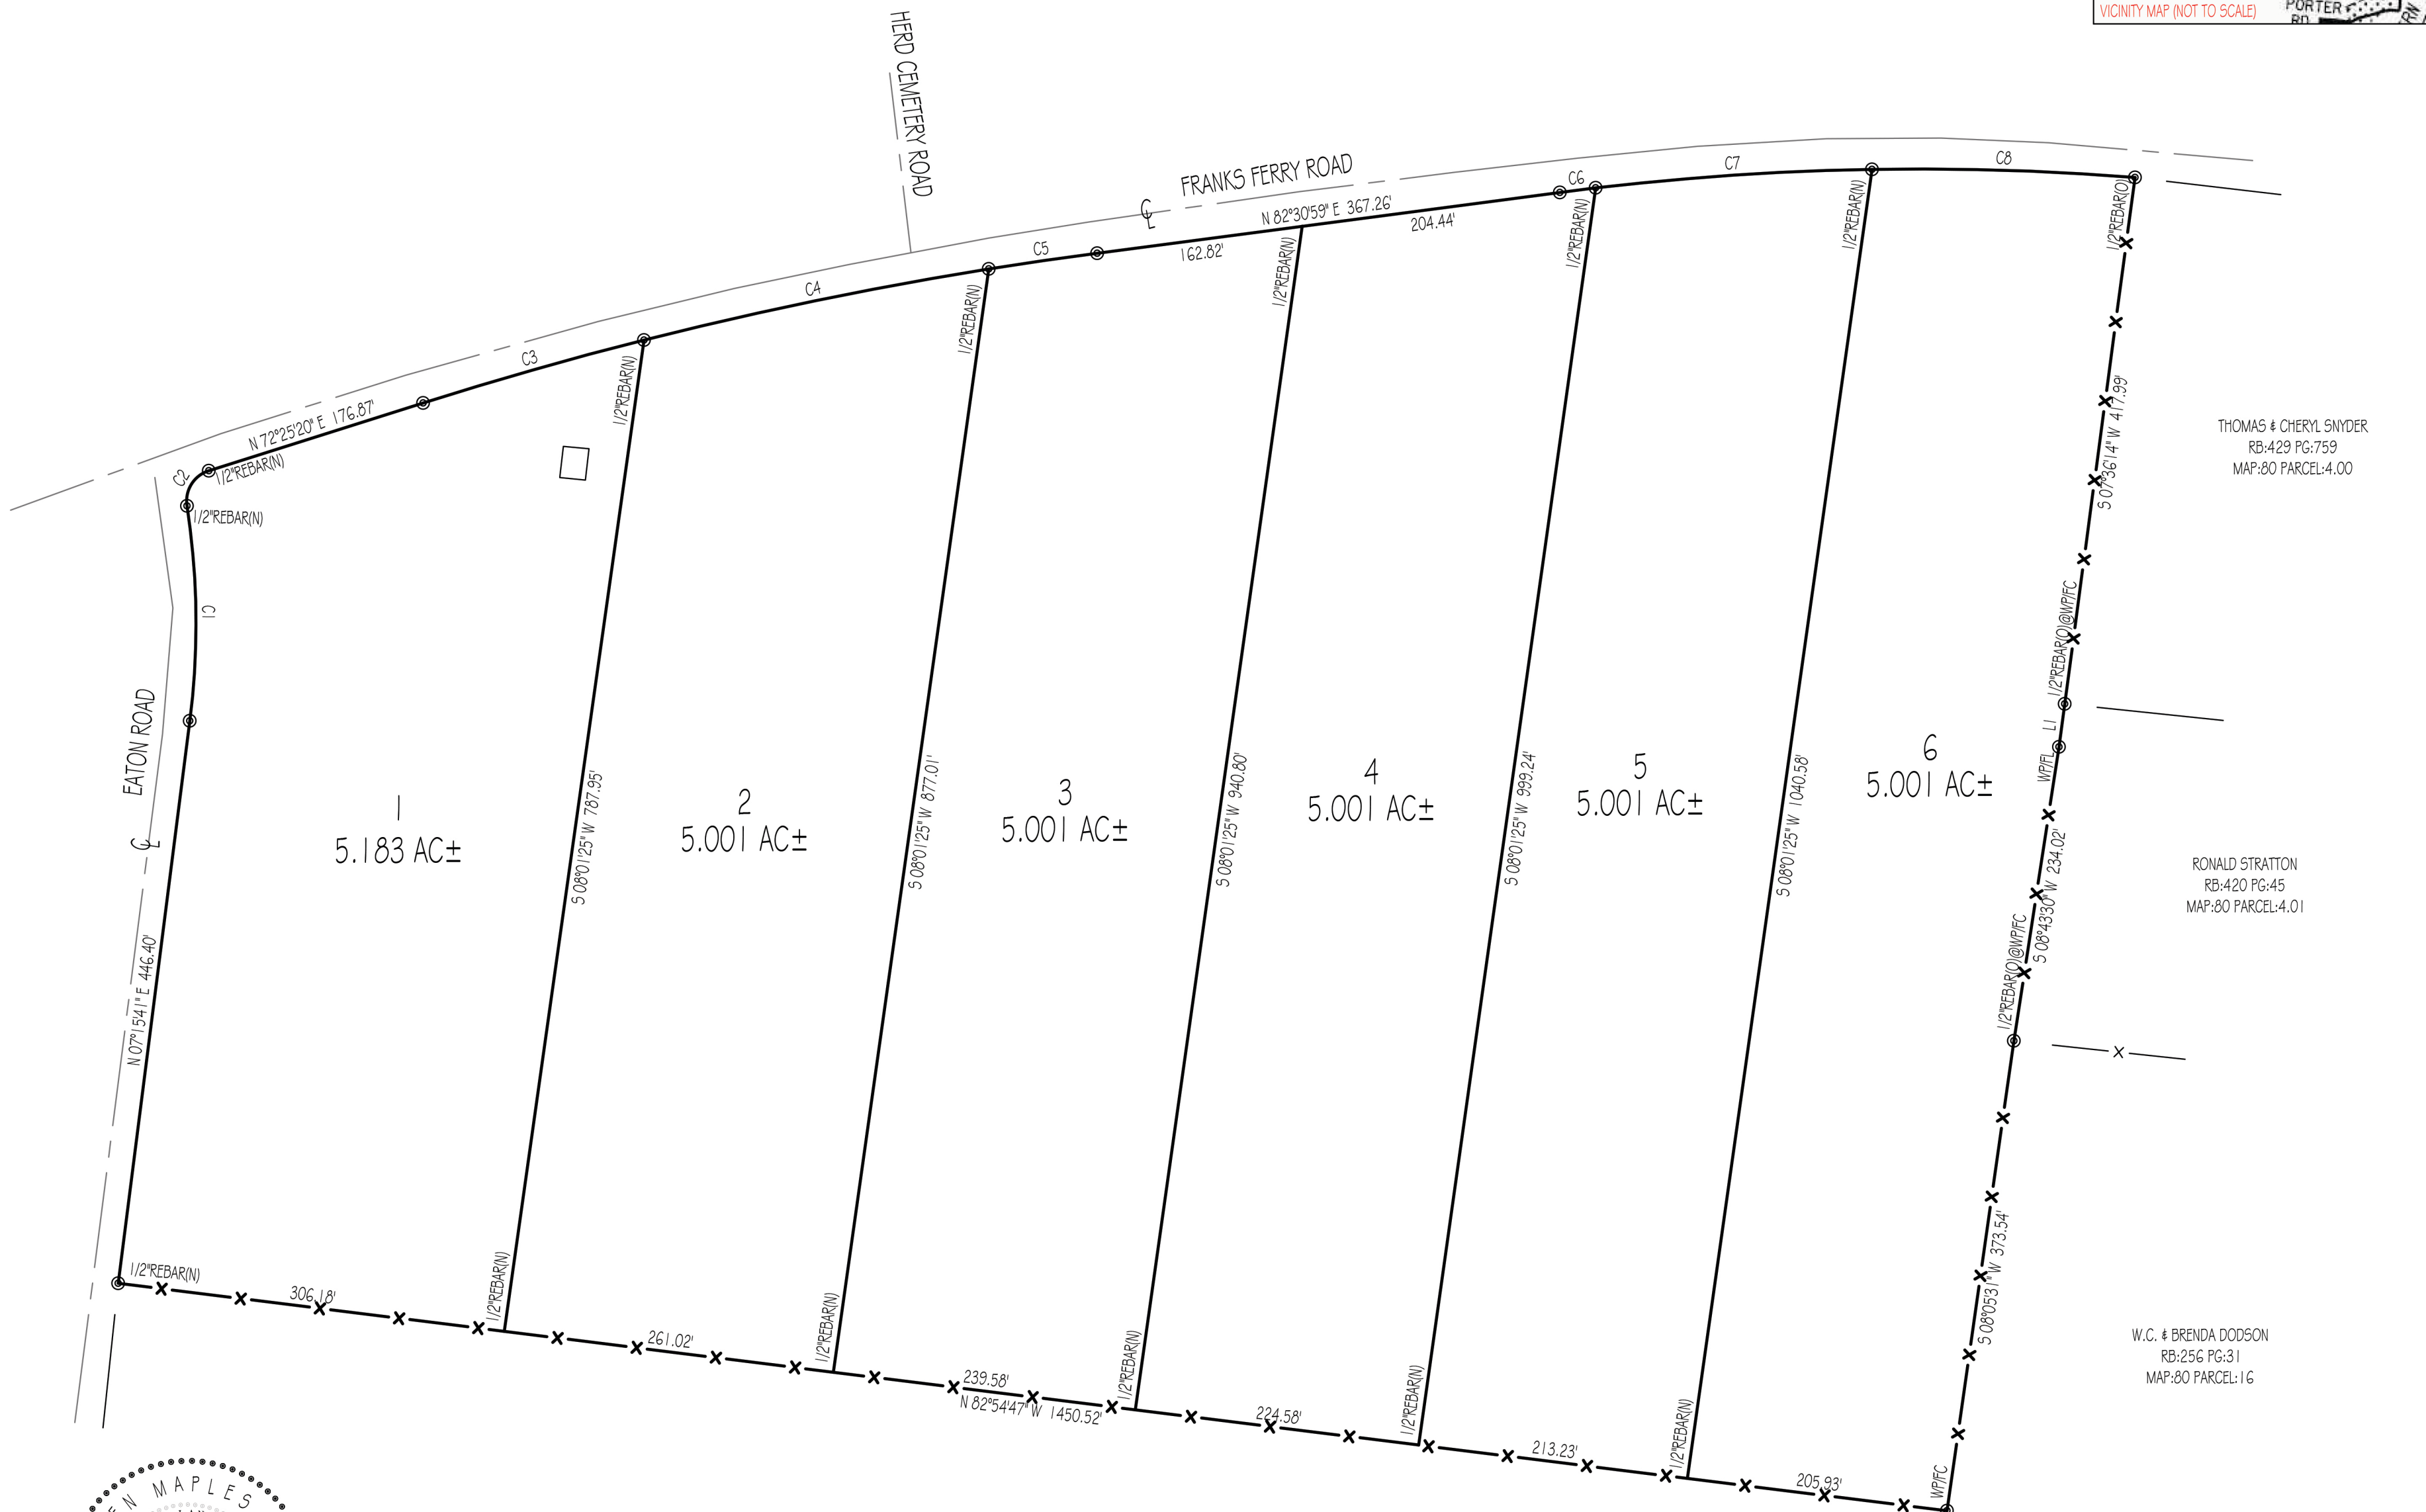 VICINITY MAP (NOT TO SCALE)
PORTER
RD
HERD CEMETERY ROAD
FRANKS FERRY ROAD
C8
C7
C6
N 82°30'59" E 367.26'
204.44'
162.82'
C5
C4
C3
N 72°25'20" E 176.87'
C2
1/2"REBAR(N)
1/2"REBAR(N)
C1
1/2"REBAR(N)
1/2"REBAR(N)
1/2"REBAR(N)
1/2"REBAR(N)
1/2"REBAR(N)
1/2"REBAR(O)
S 07°36'14" W 417.99'
THOMAS & CHERYL SNYDER
RB:429 PG:759
MAP:80 PARCEL:4.00
1/2"REBAR(O)@WP/FC
L1
WP/FL
EATON ROAD
CL
CL
N 07°15'41" E 446.40'
1
5.183 AC±
S 08°01'25" W 787.95'
2
5.001 AC±
S 08°01'25" W 877.01'
3
5.001 AC±
S 08°01'25" W 940.80'
4
5.001 AC±
S 08°01'25" W 999.24'
5
5.001 AC±
S 08°01'25" W 1040.58'
6
5.001 AC±
S 08°43'30" W 234.02'
RONALD STRATTON
RB:420 PG:45
MAP:80 PARCEL:4.01
1/2"REBAR(O)@WP/FC
S 08°05'31" W 373.54'
W.C. & BRENDA DODSON
RB:256 PG:31
MAP:80 PARCEL:16
1/2"REBAR(N)
306.18'
1/2"REBAR(N)
261.02'
1/2"REBAR(N)
239.58'
N 82°54'47" W 1450.52'
1/2"REBAR(N)
224.58'
1/2"REBAR(N)
213.23'
1/2"REBAR(N)
205.93'
WP/FC
EN MAPLES